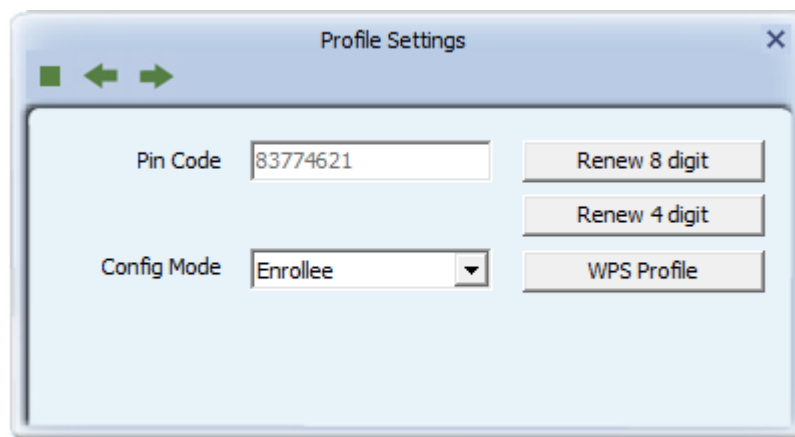 Profile Settings
Pin Code 83774621 Renew 8 digit
Renew 4 digit
Config Mode Enrollee WPS Profile